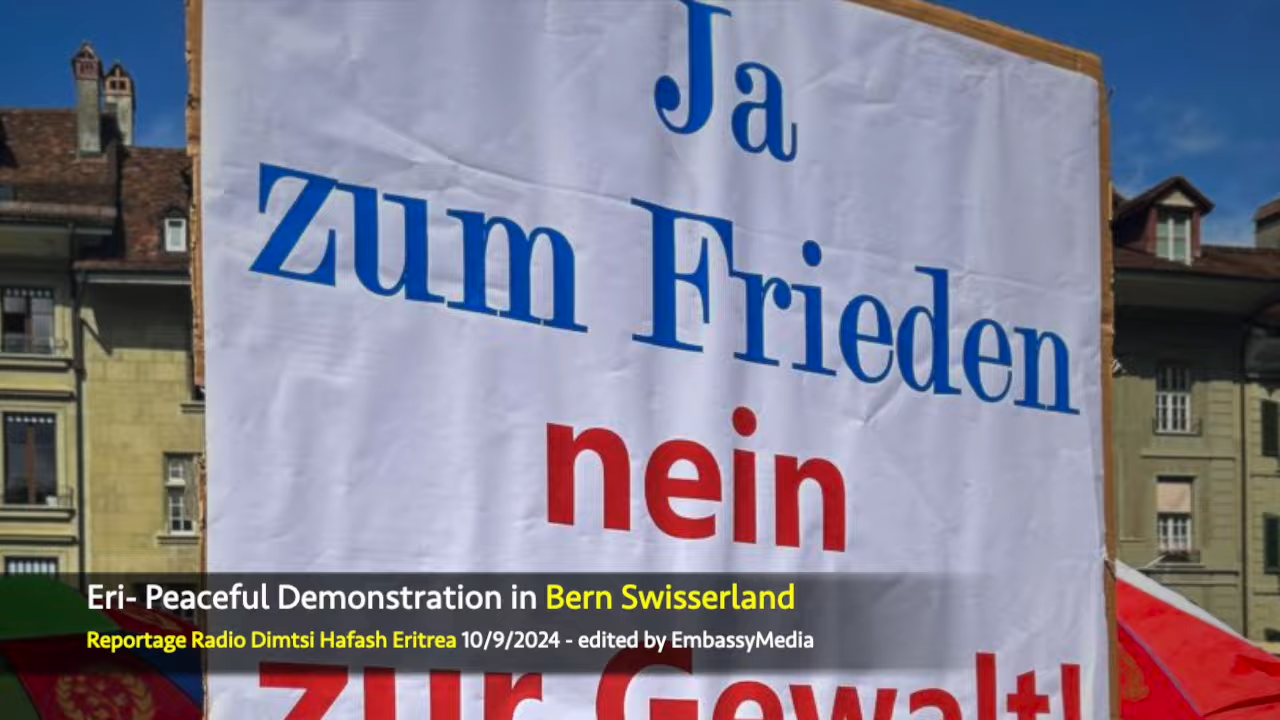 Ja
zum Frieden
nein
zur Gewalt!
Eri- Peaceful Demonstration in Bern Swisserland
Reportage Radio Dimtsi Hafash Eritrea 10/9/2024 - edited by EmbassyMedia